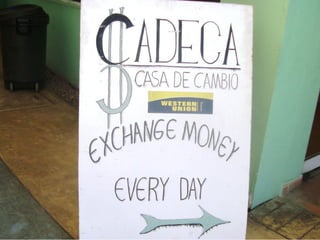 CADECA
CASA DE CAMBIO
WESTERN
UNION
EXCHANGE MONEY
EVERY DAY